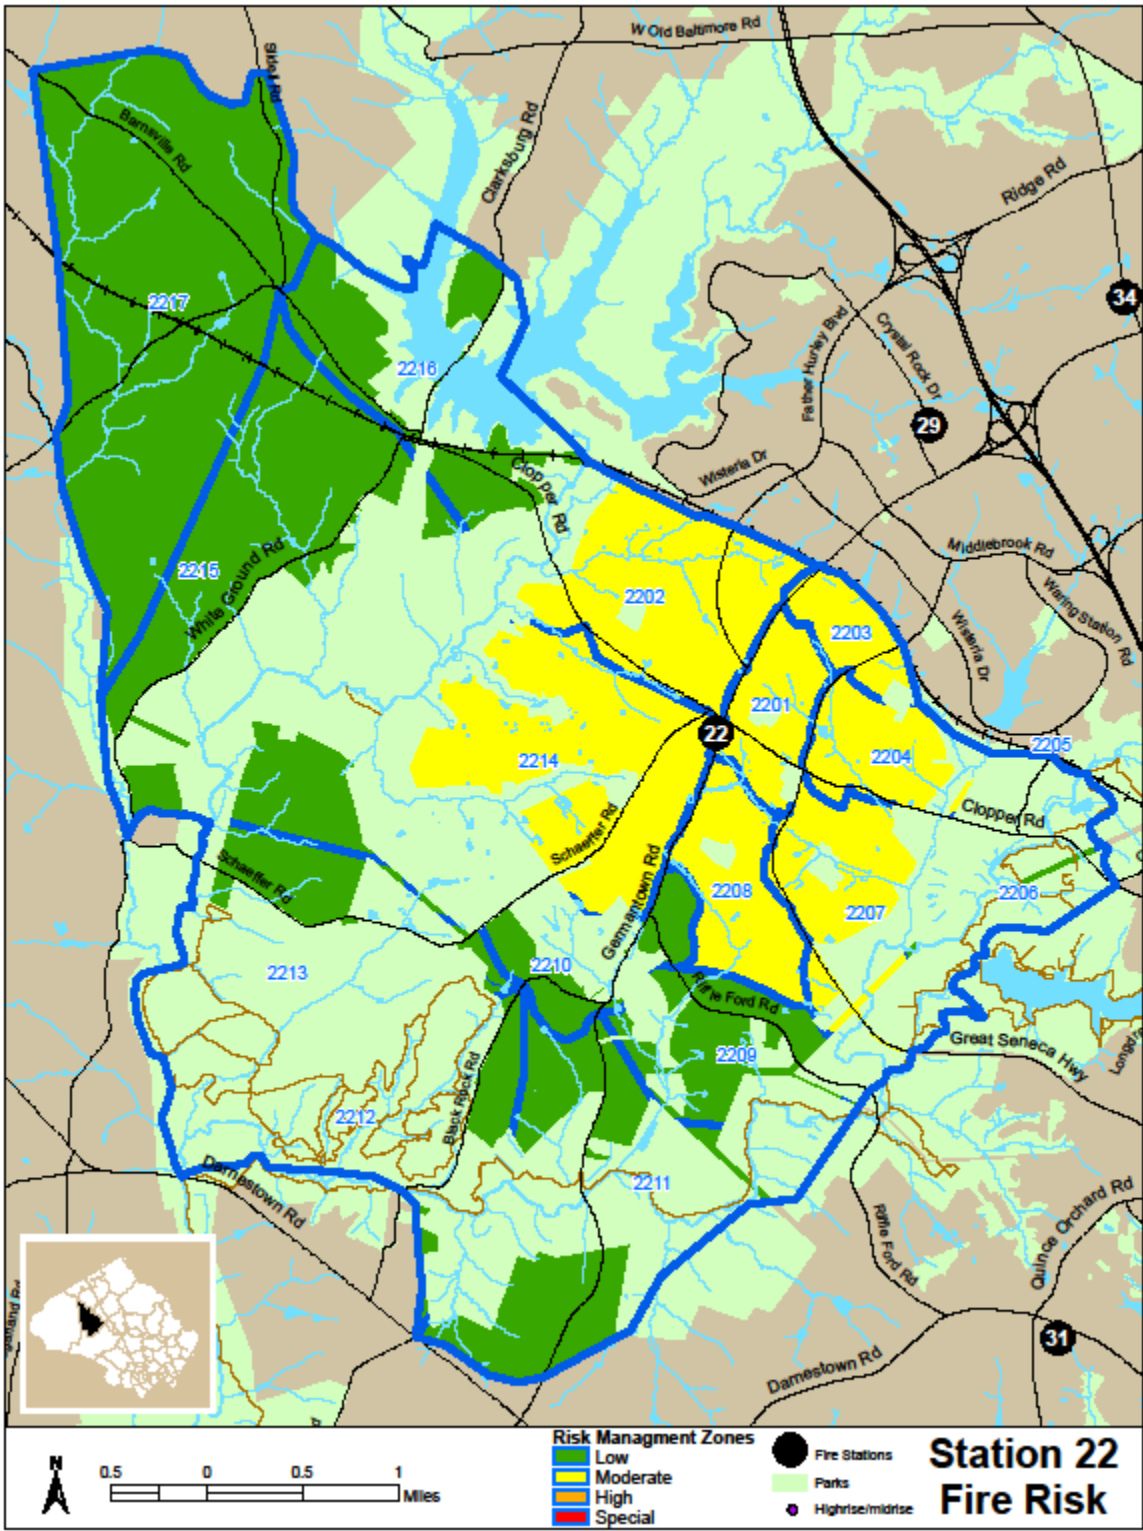 W Old Baltimore Rd
Barnsville Rd
Clarksburg Rd
Ridge Rd
34
2217
Father Hurley Blvd
Crystal Rock Dr
2216
29
Clopper Rd
Wisteria Dr
Middlebrook Rd
2215
White Ground Rd
2202
Waring Station Rd
2203
Wisteria Dr
2201
22
2205
2214
2204
Clopper Rd
Schaeffer Rd
Schaeffer Rd
Germantown Rd
2208
2206
2207
2213
2210
Riffle Ford Rd
2209
Great Seneca Hwy
Black Rock Rd
2212
Darnestown Rd
2211
Riffle Ford Rd
Quince Orchard Rd
31
Darnestown Rd
N
0.5 0 0.5 1
Miles
Risk Managment Zones
Low
Moderate
High
Special
Fire Stations
Parks
Highrise/midrise
Station 22
Fire Risk